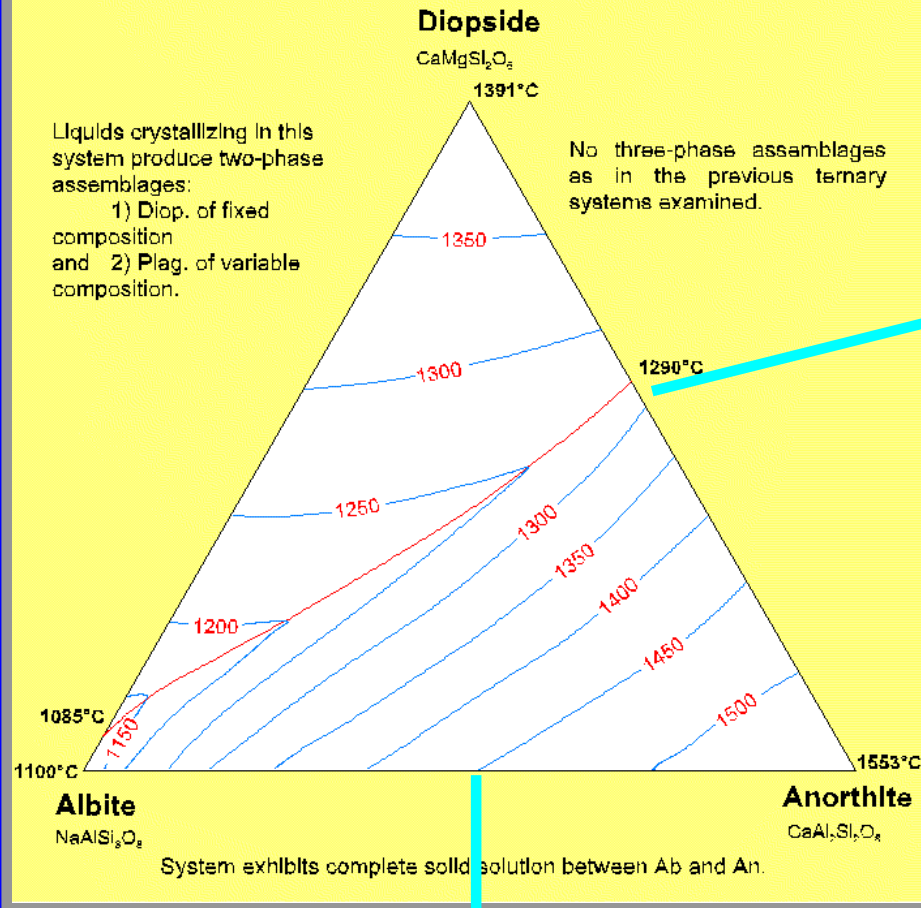 Diopside
CaMgSi₂O₆
1391°C
Liquids crystallizing in this
system produce two-phase
assemblages:
1) Diop. of fixed
composition
and 2) Plag. of variable
composition.
No three-phase assemblages
as in the previous ternary
systems examined.
1350
1300
1290°C
1250
1300
1350
1400
1200
1450
1500
1085°C
1150
1100°C
1553°C
Albite
NaAlSi₃O₈
Anorthite
CaAl₂Si₂O₈
System exhibits complete solid solution between Ab and An.